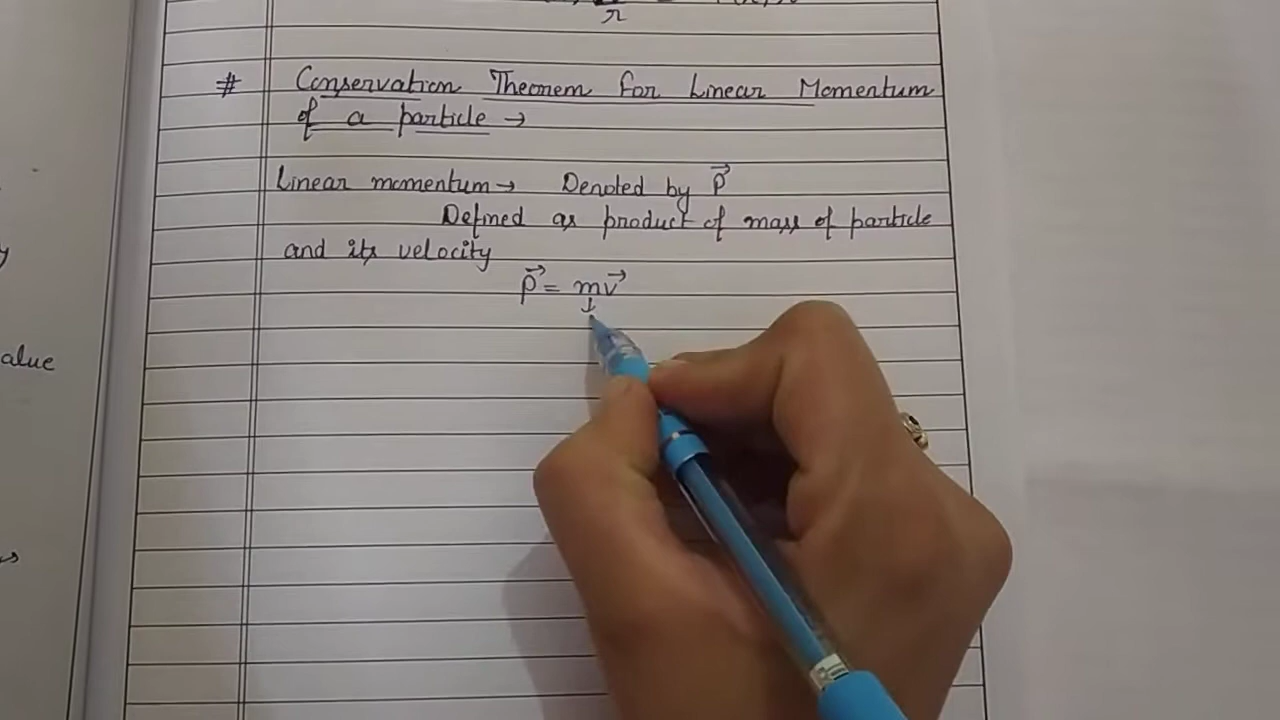 r
# Conservation Theorem for Linear Momentum
of a particle →
Linear momentum → Denoted by p⃗
Defined as product of mass of particle
and its velocity
p⃗ = mv⃗
↓
y
alue